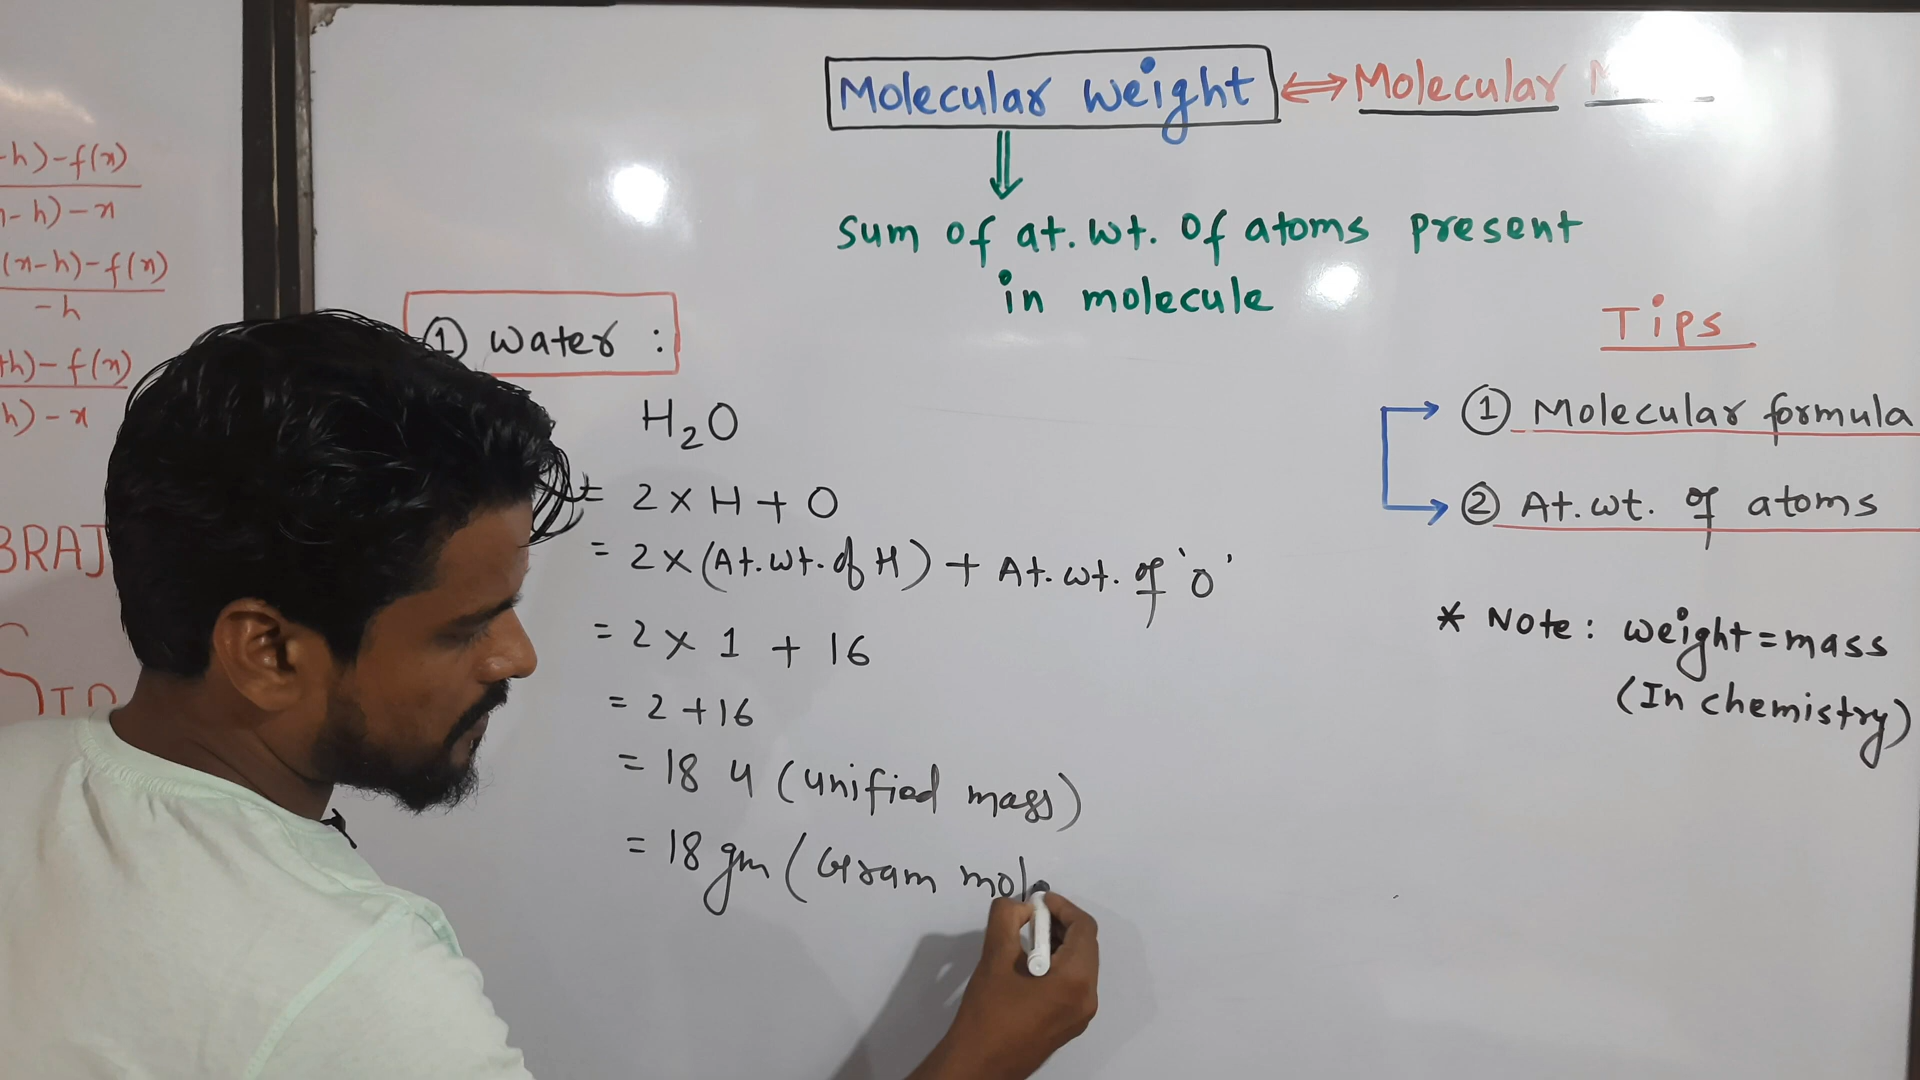 Molecular weight ⇔ Molecular
Sum of at.wt. of atoms present
in molecule
① Water :
H₂O
= 2 x H + O
= 2 x (At.wt. of H) + At.wt. of 'O'
= 2 x 1 + 16
= 2 + 16
= 18 u (unified mass)
= 18 gm (Gram mol
Tips
① Molecular formula
② At.wt. of atoms
* Note: weight = mass
(In chemistry)
-h)-f(x)
-h)-x
(x-h)-f(x)
-h
+h)-f(x)
h)-x
BRAJ